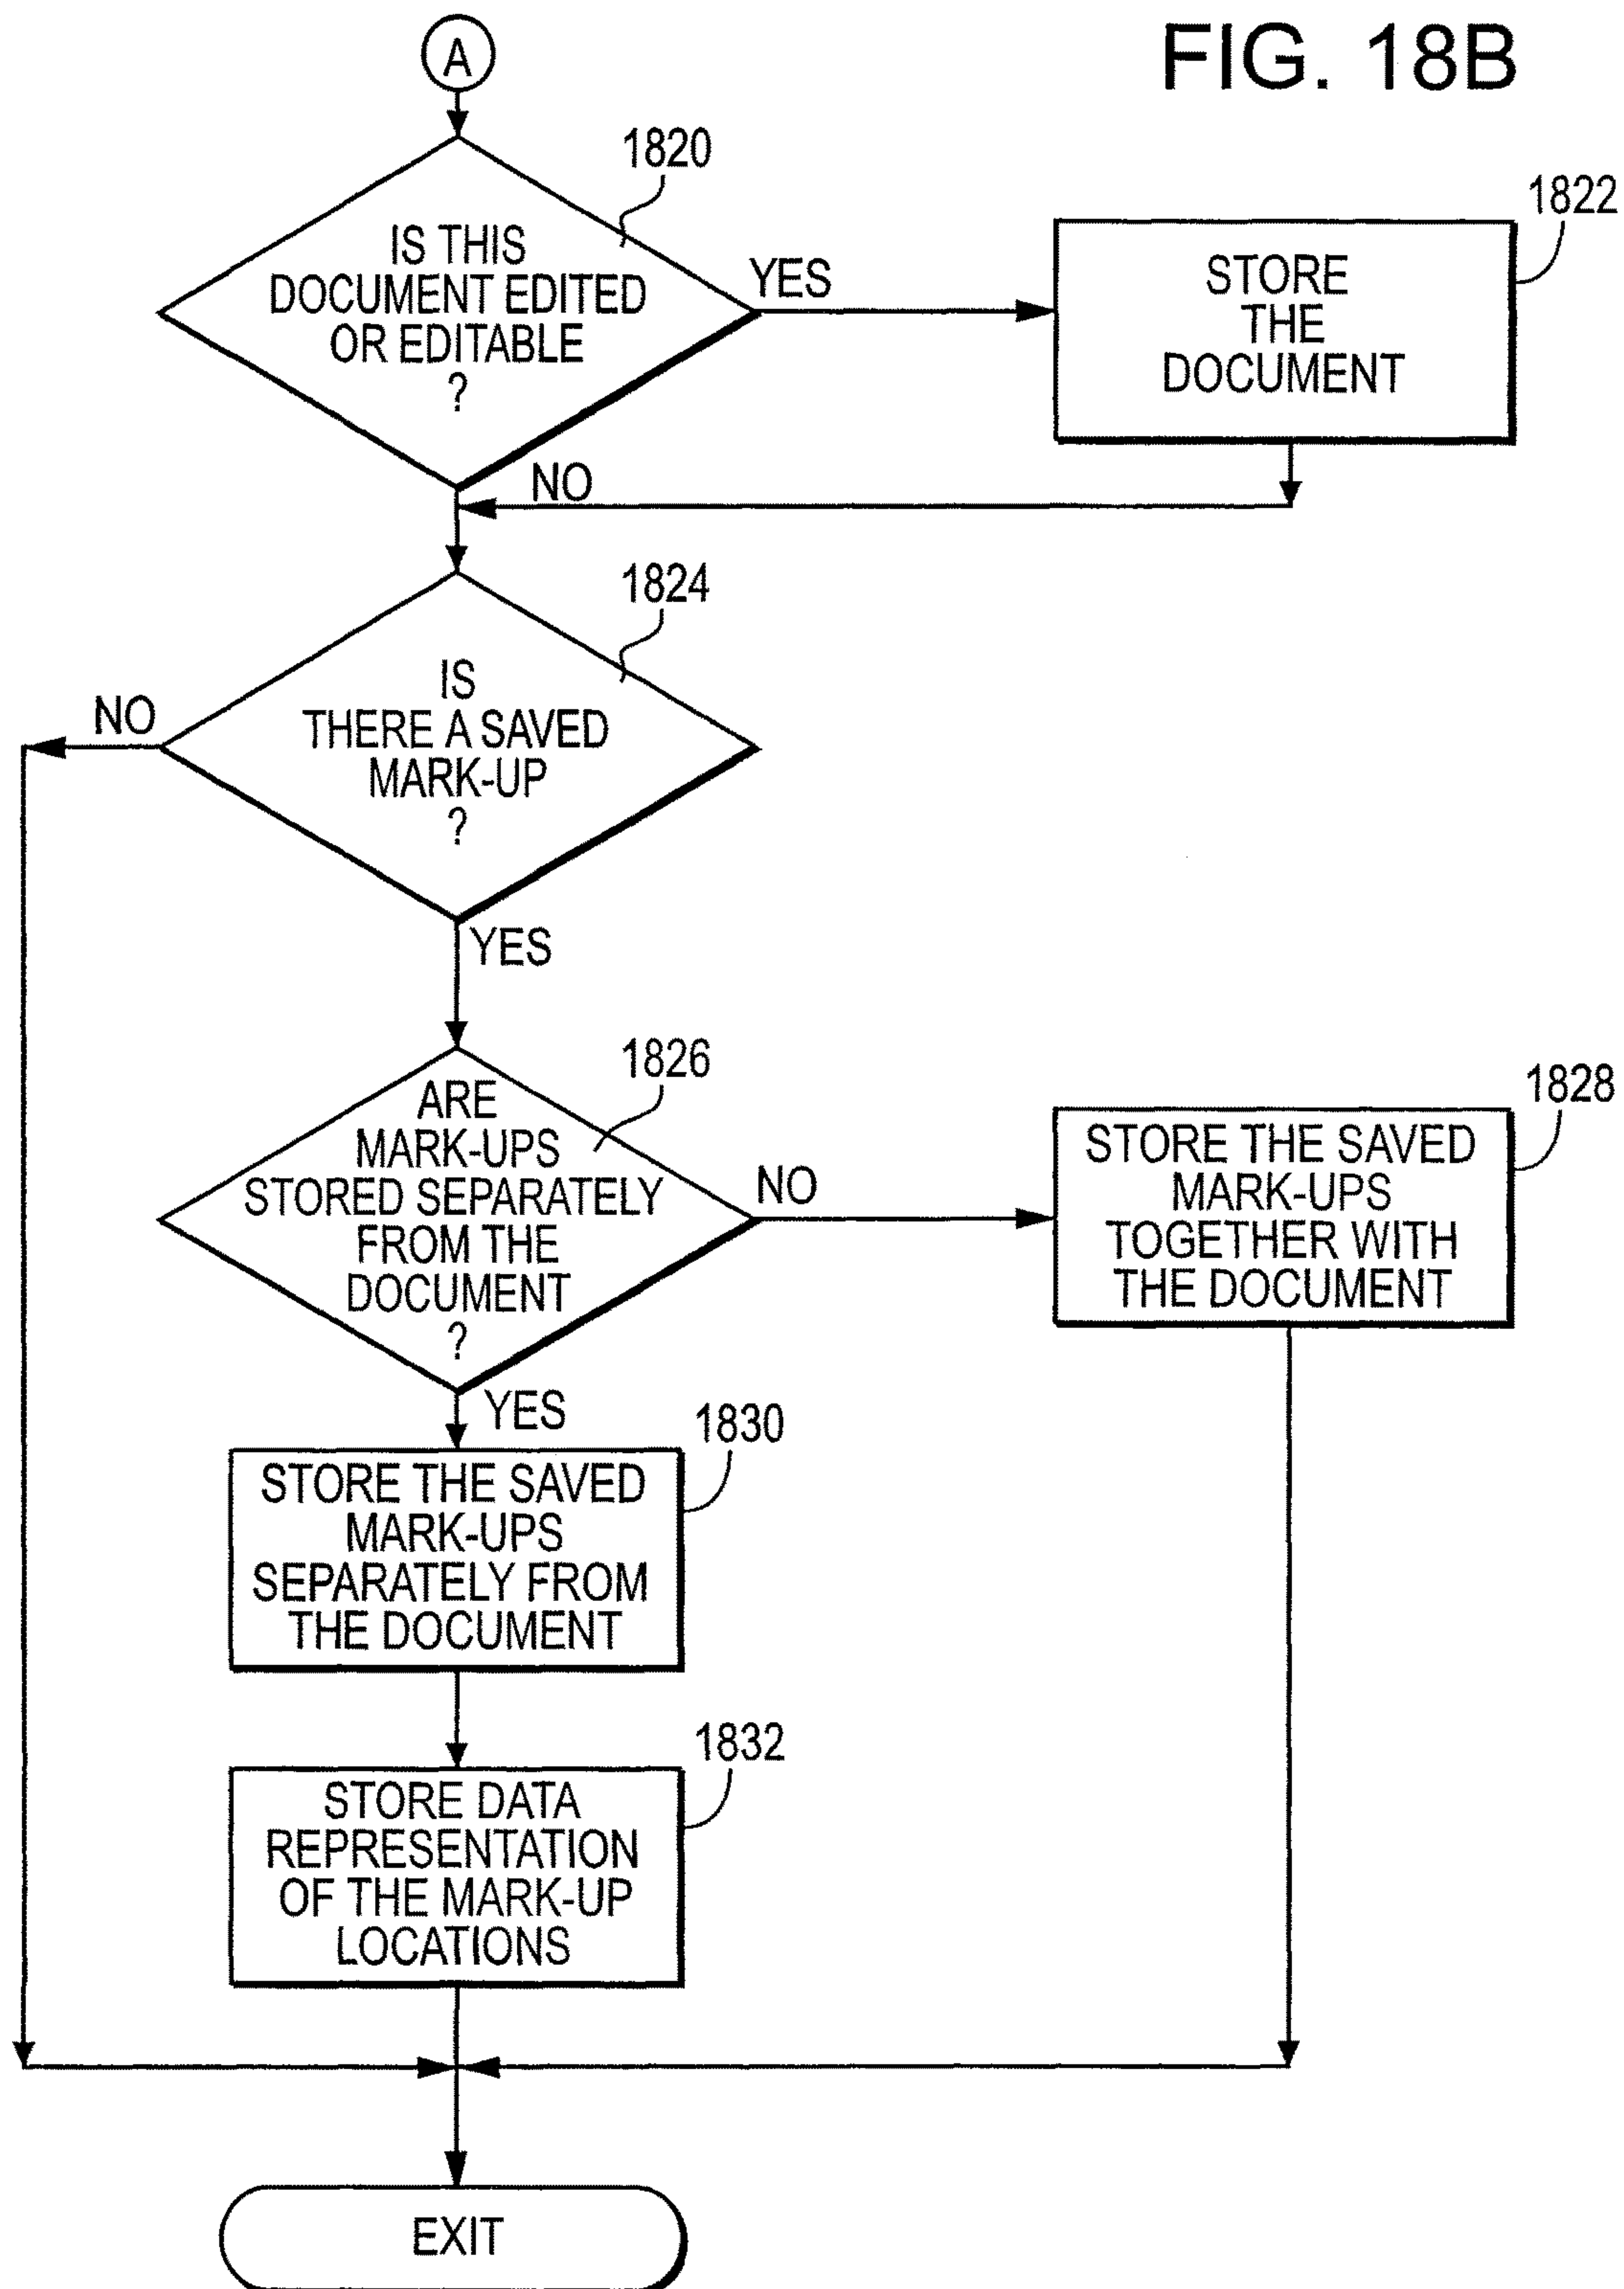 FIG. 18B
A
1820
IS THIS
DOCUMENT EDITED
OR EDITABLE
?
YES
1822
STORE
THE
DOCUMENT
NO
1824
IS
THERE A SAVED
MARK-UP
?
NO
YES
1826
ARE
MARK-UPS
STORED SEPARATELY
FROM THE
DOCUMENT
?
NO
1828
STORE THE SAVED
MARK-UPS
TOGETHER WITH
THE DOCUMENT
YES
1830
STORE THE SAVED
MARK-UPS
SEPARATELY FROM
THE DOCUMENT
1832
STORE DATA
REPRESENTATION
OF THE MARK-UP
LOCATIONS
EXIT